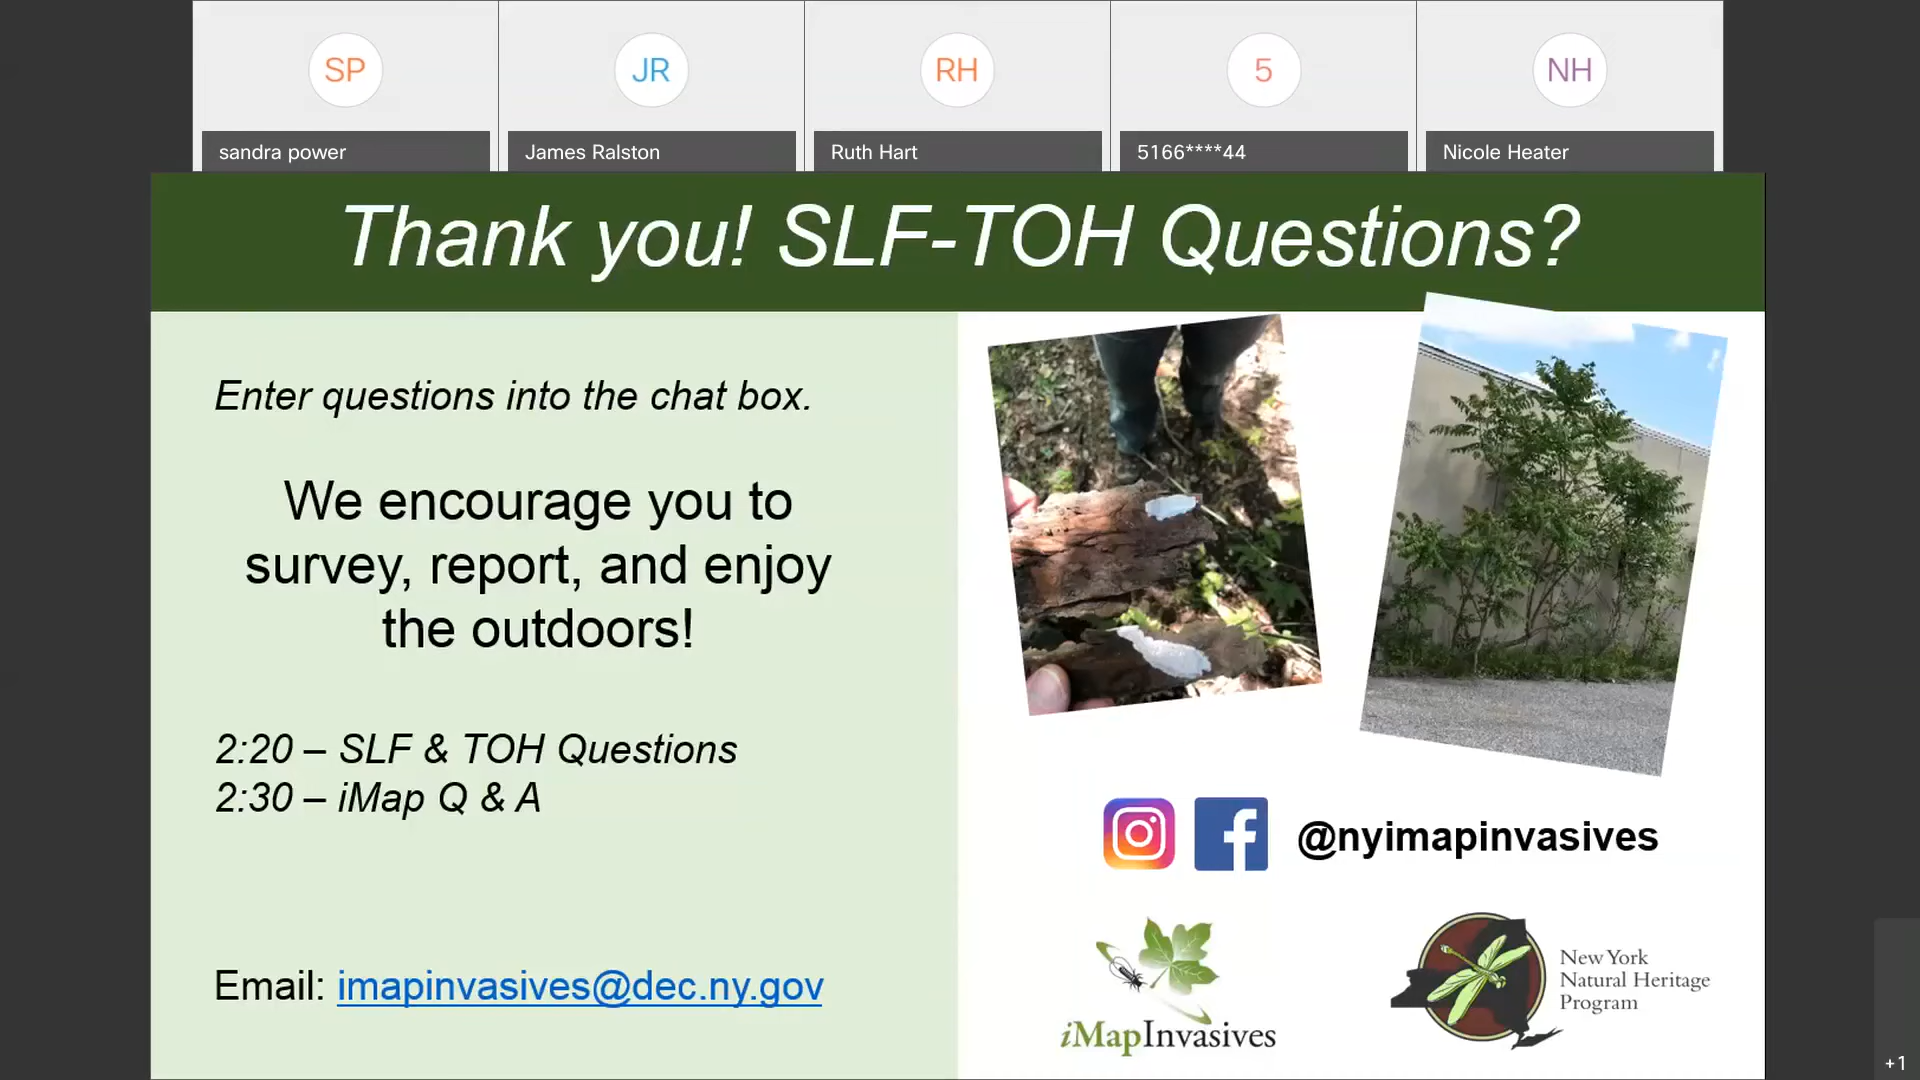 SP
JR
RH
5
NH
sandra power
James Ralston
Ruth Hart
5166****44
Nicole Heater
Thank you! SLF-TOH Questions?
Enter questions into the chat box.
We encourage you to
survey, report, and enjoy
the outdoors!
2:20 – SLF & TOH Questions
2:30 – iMap Q & A
Email: imapinvasives@dec.ny.gov
@nyimapinvasives
iMapInvasives
New York
Natural Heritage
Program
+1